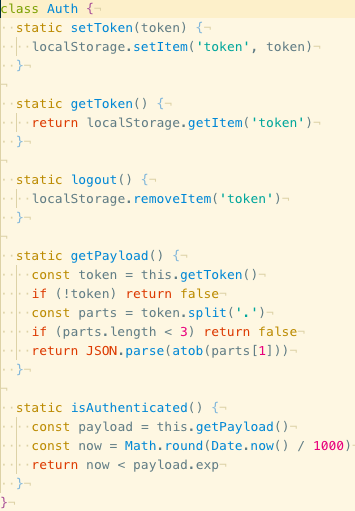 class Auth {
  static setToken(token) {
    localStorage.setItem('token', token)
  }

  static getToken() {
    return localStorage.getItem('token')
  }

  static logout() {
    localStorage.removeItem('token')
  }

  static getPayload() {
    const token = this.getToken()
    if (!token) return false
    const parts = token.split('.')
    if (parts.length < 3) return false
    return JSON.parse(atob(parts[1]))
  }

  static isAuthenticated() {
    const payload = this.getPayload()
    const now = Math.round(Date.now() / 1000)
    return now < payload.exp
  }
}